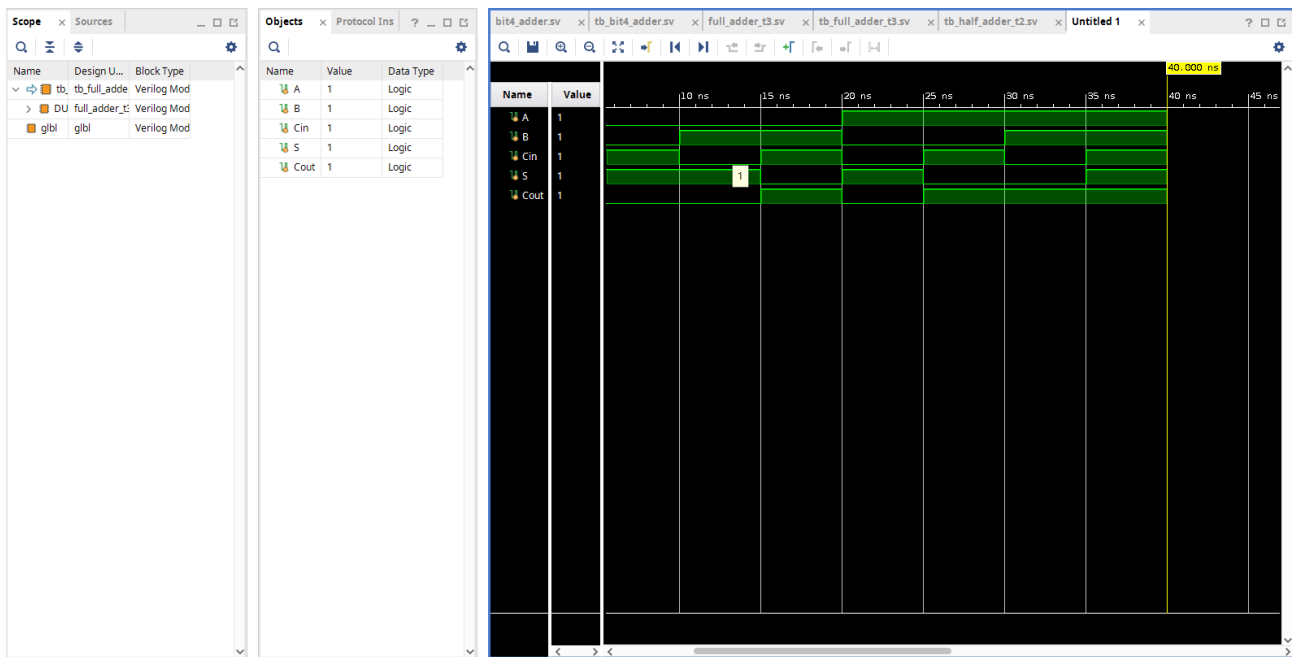 Scope × Sources
Name Design U... Block Type
tb_ tb_full_adde Verilog Mod
DU full_adder_t3 Verilog Mod
glbl glbl Verilog Mod
Objects × Protocol Ins ?
Name Value Data Type
A 1 Logic
B 1 Logic
Cin 1 Logic
S 1 Logic
Cout 1 Logic
bit4_adder.sv × tb_bit4_adder.sv × full_adder_t3.sv × tb_full_adder_t3.sv × tb_half_adder_t2.sv × Untitled 1 × ?
40.000 ns
Name Value
10 ns 15 ns 20 ns 25 ns 30 ns 35 ns 40 ns 45 ns
A 1
B 1
Cin 1
S 1
1
Cout 1